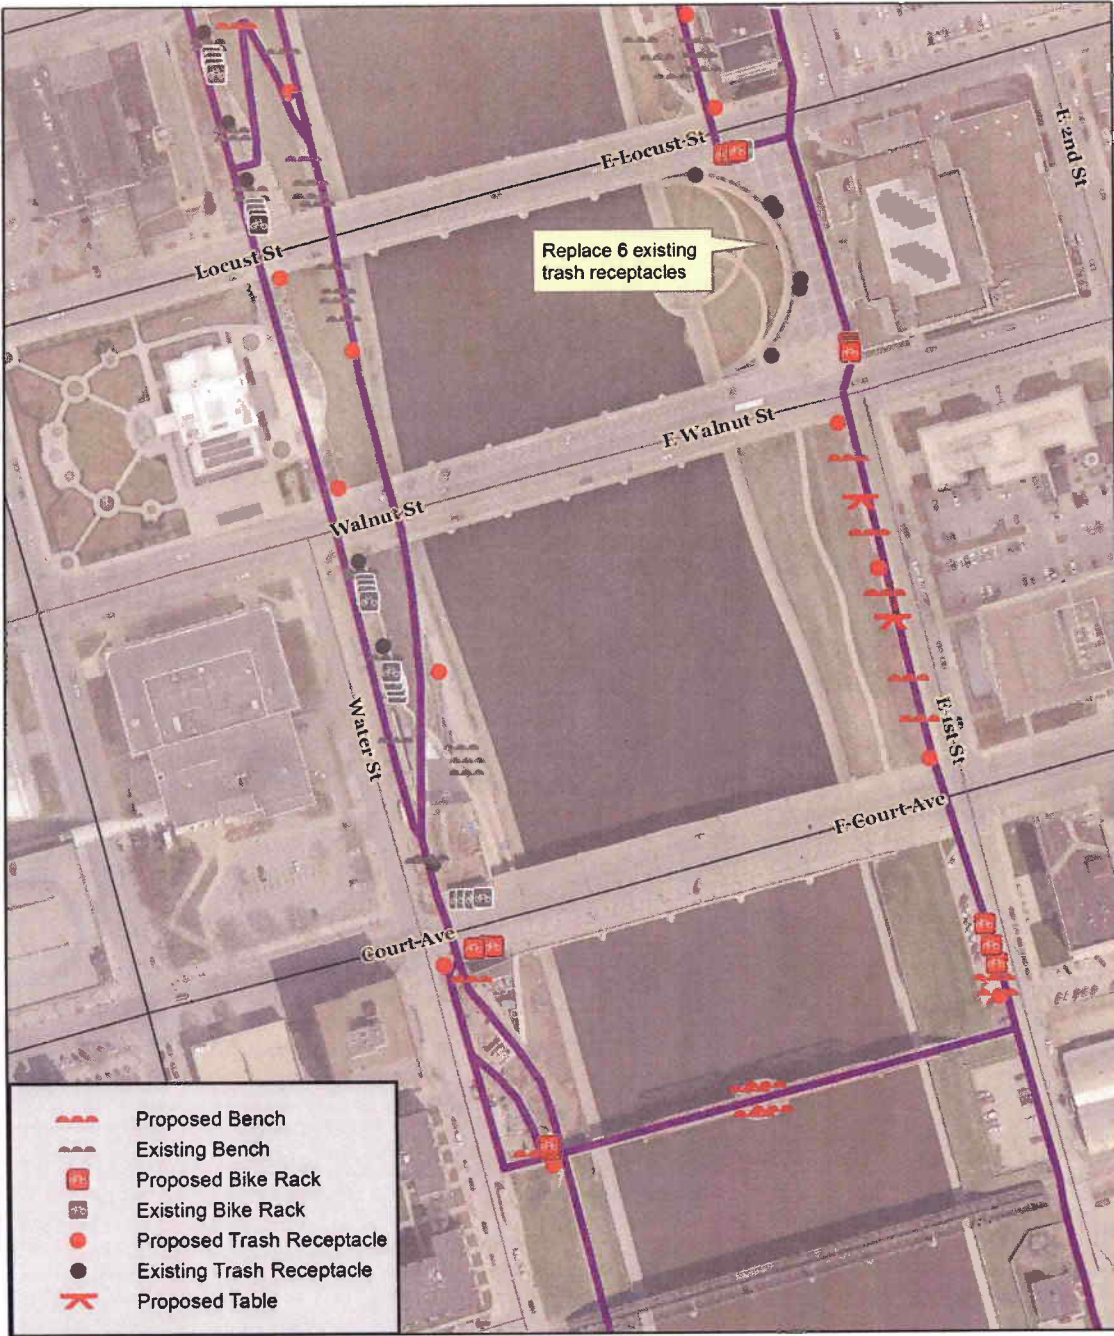 E Locust St
E 2nd St
Locust St
Replace 6 existing
trash receptacles
E Walnut St
Walnut St
Water St
E 1st St
E Court Ave
Court Ave
Proposed Bench
Existing Bench
Proposed Bike Rack
Existing Bike Rack
Proposed Trash Receptacle
Existing Trash Receptacle
Proposed Table